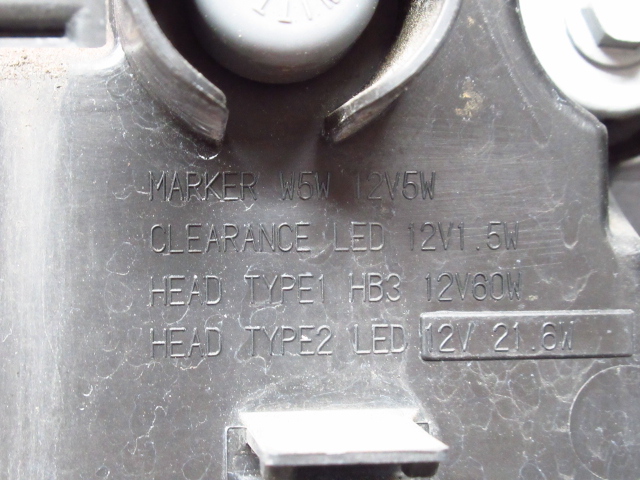 MARKER W5W 12V5W
CLEARANCE LED 12V1.5W
HEAD TYPE1 HB3 12V60W
HEAD TYPE2 LED 12V 21.6W